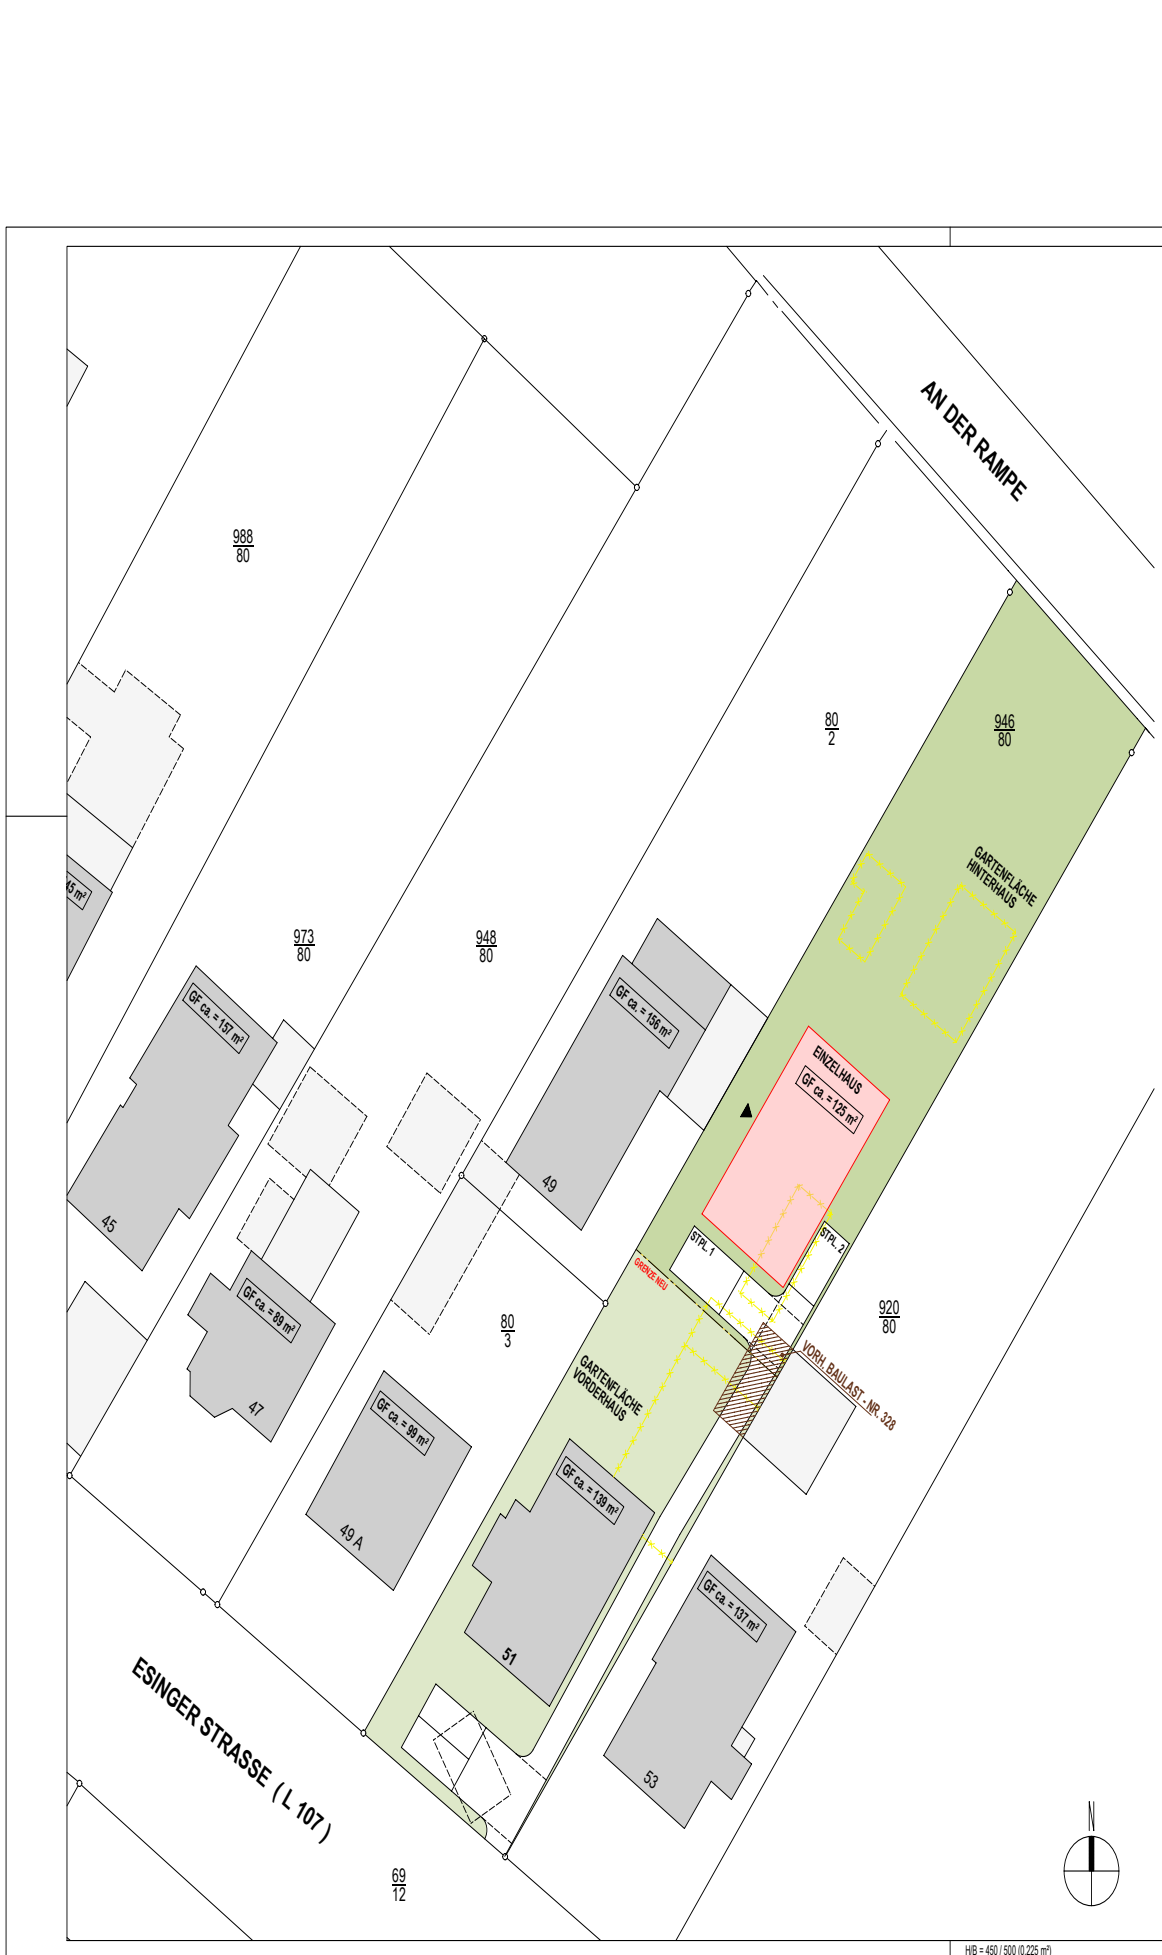 AN DER RAMPE
988
80
80
2
946
80
GARTENFLÄCHE
HINTERHAUS
45 m²
973
80
948
80
GF ca. = 157 m²
GF ca. = 156 m²
EINZELHAUS
GF ca. = 125 m²
49
45
STPL. 1
STPL. 2
GRENZE NEU
GF ca. = 89 m²
80
3
920
80
VORH. BAULAST - NR. 328
GARTENFLÄCHE
VORDERHAUS
47
GF ca. = 99 m²
49 A
GF ca. = 139 m²
51
GF ca. = 137 m²
53
ESINGER STRASSE ( L 107 )
69
12
N
H/B = 450 / 500 (0.225 m²)